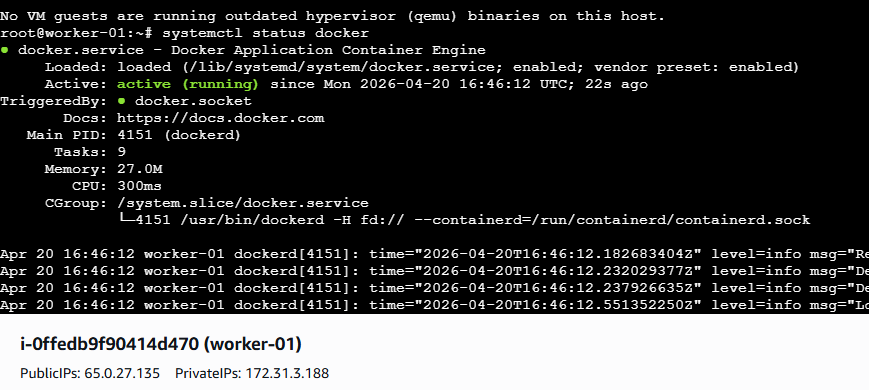 No VM guests are running outdated hypervisor (qemu) binaries on this host.
root@worker-01:~# systemctl status docker
● docker.service - Docker Application Container Engine
     Loaded: loaded (/lib/systemd/system/docker.service; enabled; vendor preset: enabled)
     Active: active (running) since Mon 2026-04-20 16:46:12 UTC; 22s ago
TriggeredBy: ● docker.socket
       Docs: https://docs.docker.com
   Main PID: 4151 (dockerd)
      Tasks: 9
     Memory: 27.0M
        CPU: 300ms
     CGroup: /system.slice/docker.service
             └─4151 /usr/bin/dockerd -H fd:// --containerd=/run/containerd/containerd.sock
Apr 20 16:46:12 worker-01 dockerd[4151]: time="2026-04-20T16:46:12.182683404Z" level=info msg="Re
Apr 20 16:46:12 worker-01 dockerd[4151]: time="2026-04-20T16:46:12.232029377Z" level=info msg="De
Apr 20 16:46:12 worker-01 dockerd[4151]: time="2026-04-20T16:46:12.237926635Z" level=info msg="De
Apr 20 16:46:12 worker-01 dockerd[4151]: time="2026-04-20T16:46:12.551352250Z" level=info msg="Lo
i-0ffedb9f90414d470 (worker-01)
PublicIPs: 65.0.27.135 PrivateIPs: 172.31.3.188